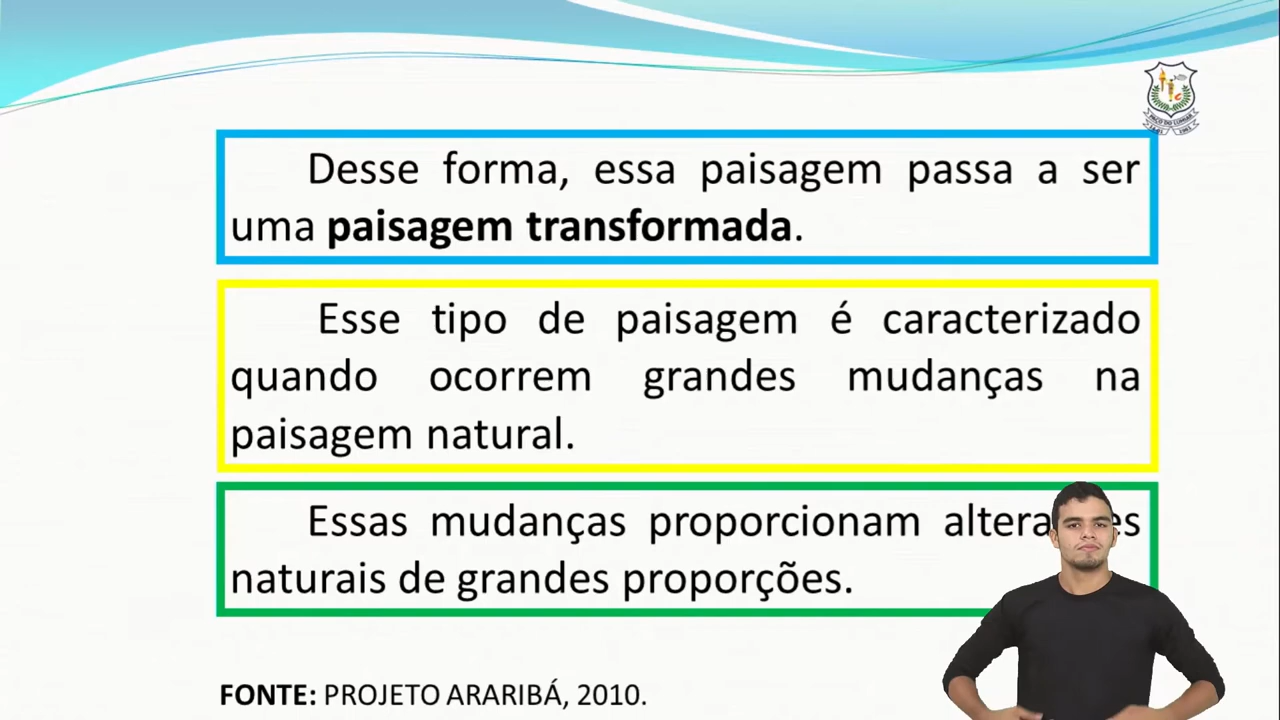 Desse forma, essa paisagem passa a ser
uma paisagem transformada.
Esse tipo de paisagem é caracterizado
quando ocorrem grandes mudanças na
paisagem natural.
Essas mudanças proporcionam
naturais de grandes proporções.
FONTE: PROJETO ARARIBÁ, 2010.